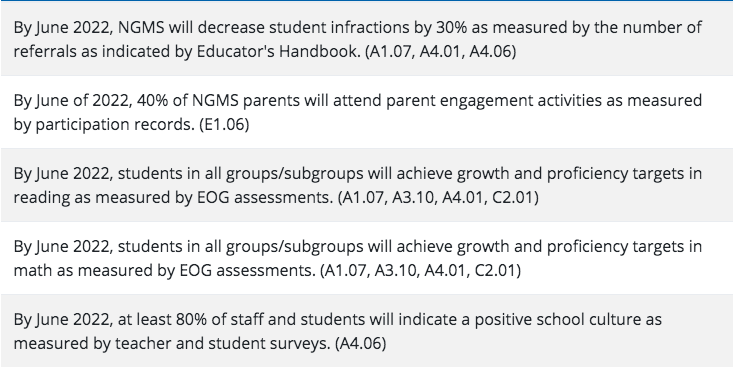 By June 2022, NGMS will decrease student infractions by 30% as measured by the number of
referrals as indicated by Educator's Handbook. (A1.07, A4.01, A4.06)
By June of 2022, 40% of NGMS parents will attend parent engagement activities as measured
by participation records. (E1.06)
By June 2022, students in all groups/subgroups will achieve growth and proficiency targets in
reading as measured by EOG assessments. (A1.07, A3.10, A4.01, C2.01)
By June 2022, students in all groups/subgroups will achieve growth and proficiency targets in
math as measured by EOG assessments. (A1.07, A3.10, A4.01, C2.01)
By June 2022, at least 80% of staff and students will indicate a positive school culture as
measured by teacher and student surveys. (A4.06)